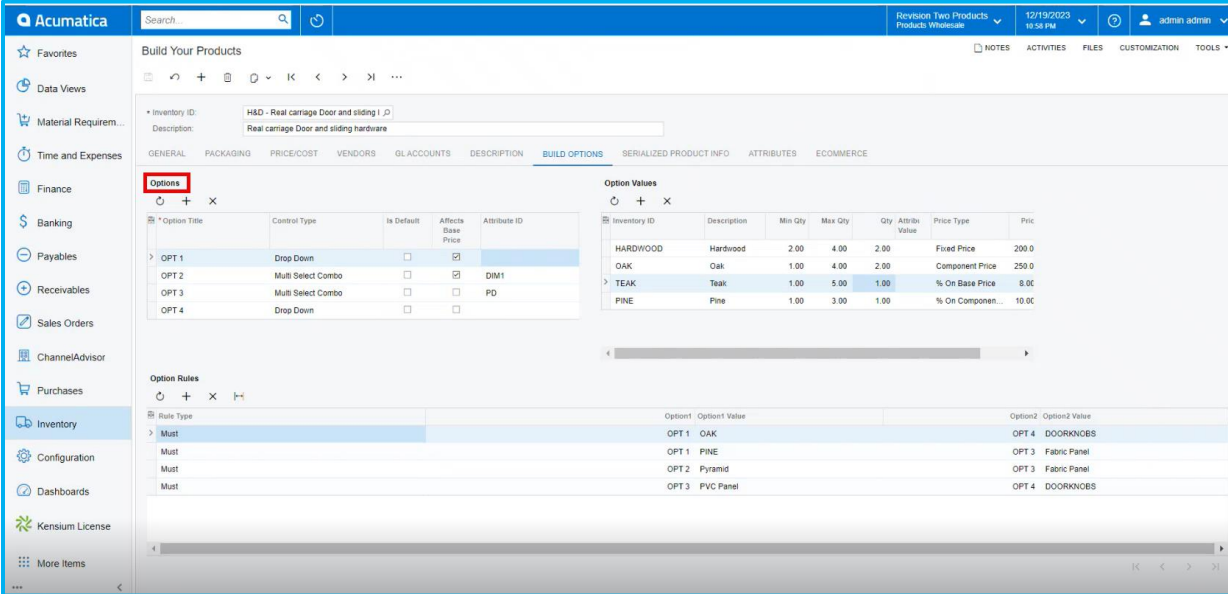 Acumatica
Search...
Revision Two Products
Products Wholesale
12/19/2023
10:58 PM
admin admin
Favorites
Data Views
Material Requirem...
Time and Expenses
Finance
Banking
Payables
Receivables
Sales Orders
ChannelAdvisor
Purchases
Inventory
Configuration
Dashboards
Kensium License
More Items
Build Your Products
NOTES ACTIVITIES FILES CUSTOMIZATION TOOLS
* Inventory ID: H&D - Real carriage Door and sliding
Description: Real carriage Door and sliding hardware
GENERAL PACKAGING PRICE/COST VENDORS GL ACCOUNTS DESCRIPTION BUILD OPTIONS SERIALIZED PRODUCT INFO ATTRIBUTES ECOMMERCE
Options
* Option Title Control Type Is Default Affects Base Price Attribute ID
OPT 1 Drop Down
OPT 2 Multi Select Combo DIM1
OPT 3 Multi Select Combo PD
OPT 4 Drop Down
Option Values
Inventory ID Description Min Qty Max Qty Qty Attribu Value Price Type Pric
HARDWOOD Hardwood 2.00 4.00 2.00 Fixed Price 200.0
OAK Oak 1.00 4.00 2.00 Component Price 250.0
TEAK Teak 1.00 5.00 1.00 % On Base Price 8.00
PINE Pine 1.00 3.00 1.00 % On Componen... 10.00
Option Rules
Rule Type Option1 Option1 Value Option2 Option2 Value
Must OPT 1 OAK OPT 4 DOORKNOBS
Must OPT 1 PINE OPT 3 Fabric Panel
Must OPT 2 Pyramid OPT 3 Fabric Panel
Must OPT 3 PVC Panel OPT 4 DOORKNOBS